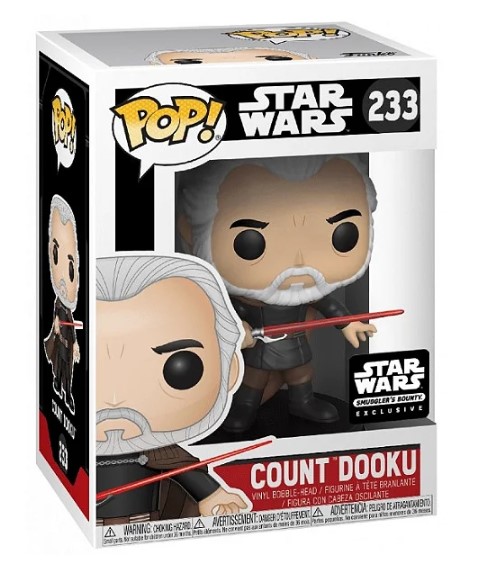 POP!
STAR
WARS
233
POP!
COUNT DOOKU
233
STAR
WARS
SMUGGLER'S BOUNTY
EXCLUSIVE
COUNT DOOKU
VINYL BOBBLE-HEAD / FIGURINE À TÊTE BRANLANTE
/ FIGURA CON CABEZA OSCILANTE
WARNING: CHOKING HAZARD.
AVERTISSEMENT: DANGER D'ÉTOUFFEMENT
ADVERTENCIA: PELIGRO DE ATRAGANTAMIENTO